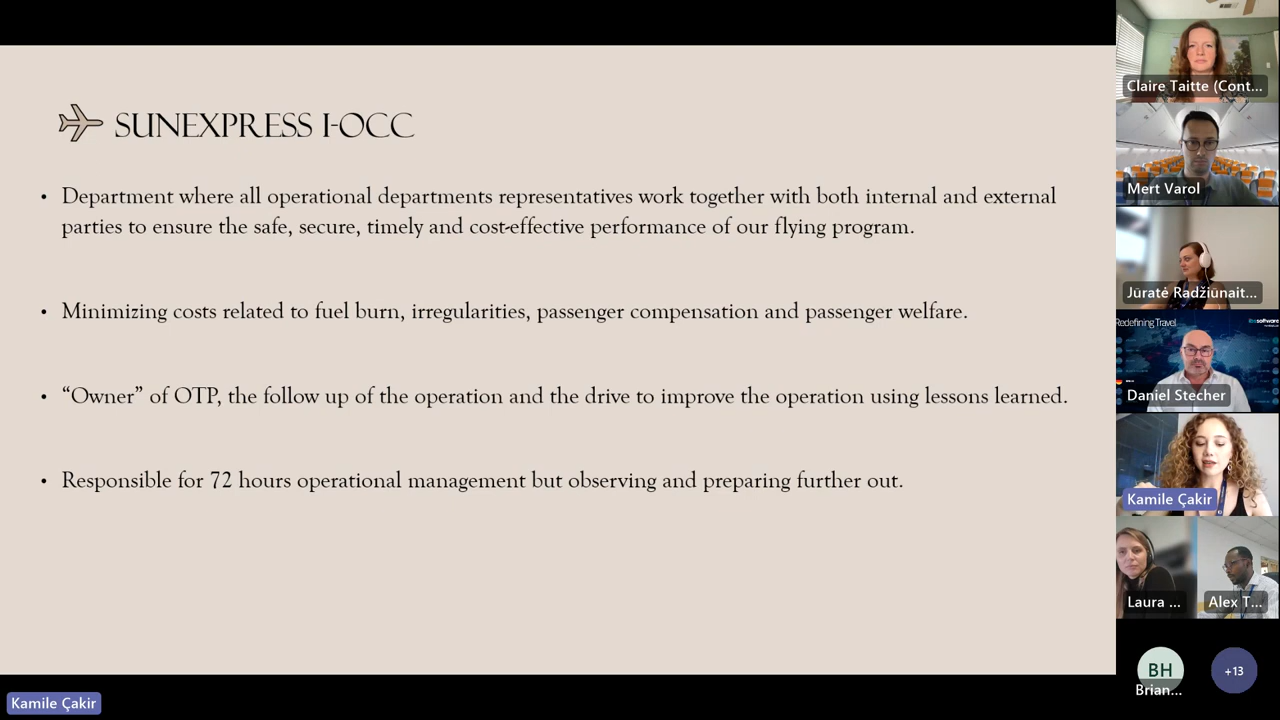 SUNEXPRESS I-OCC
• Department where all operational departments representatives work together with both internal and external
parties to ensure the safe, secure, timely and cost-effective performance of our flying program.
• Minimizing costs related to fuel burn, irregularities, passenger compensation and passenger welfare.
• “Owner” of OTP, the follow up of the operation and the drive to improve the operation using lessons learned.
• Responsible for 72 hours operational management but observing and preparing further out.
Kamile Çakir
Claire Taitte (Cont...
Mert Varol
Jūratė Radžiūnait...
Redefining Travel
Daniel Stecher
Kamile Çakir
Laura ...
Alex T...
BH
Brian...
+13